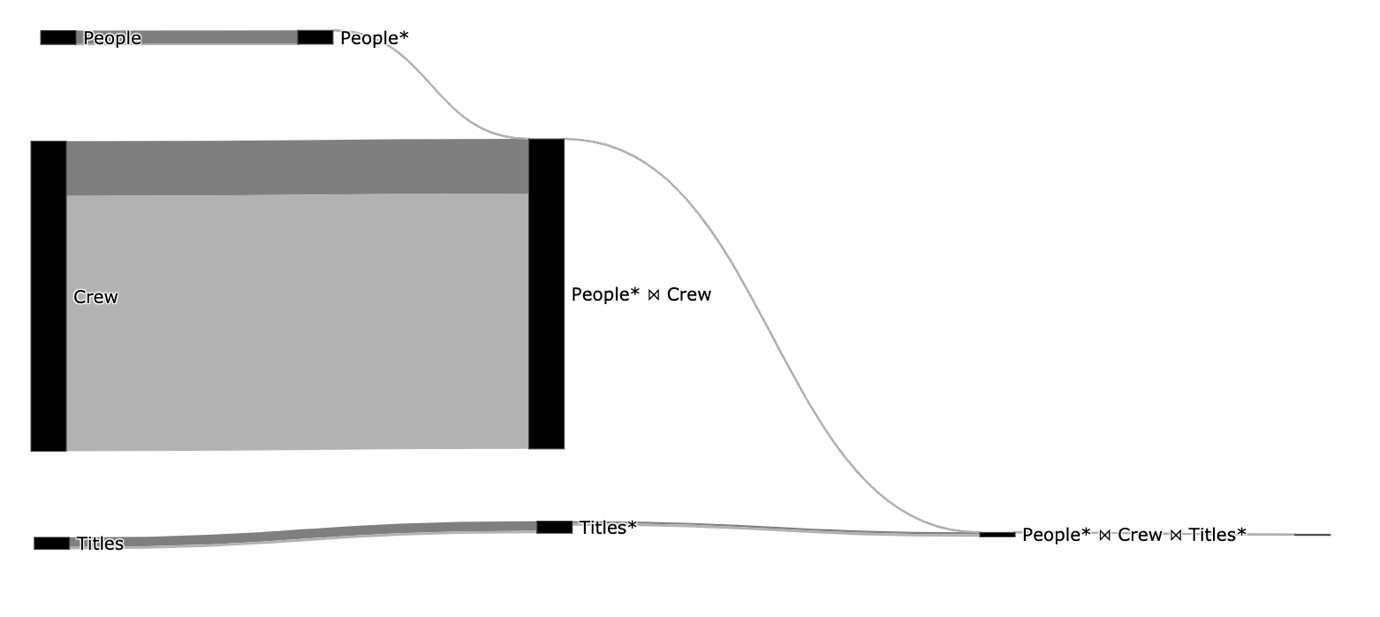 People
People*
Crew
People* ⋈ Crew
Titles
Titles*
People* ⋈ Crew ⋈ Titles*